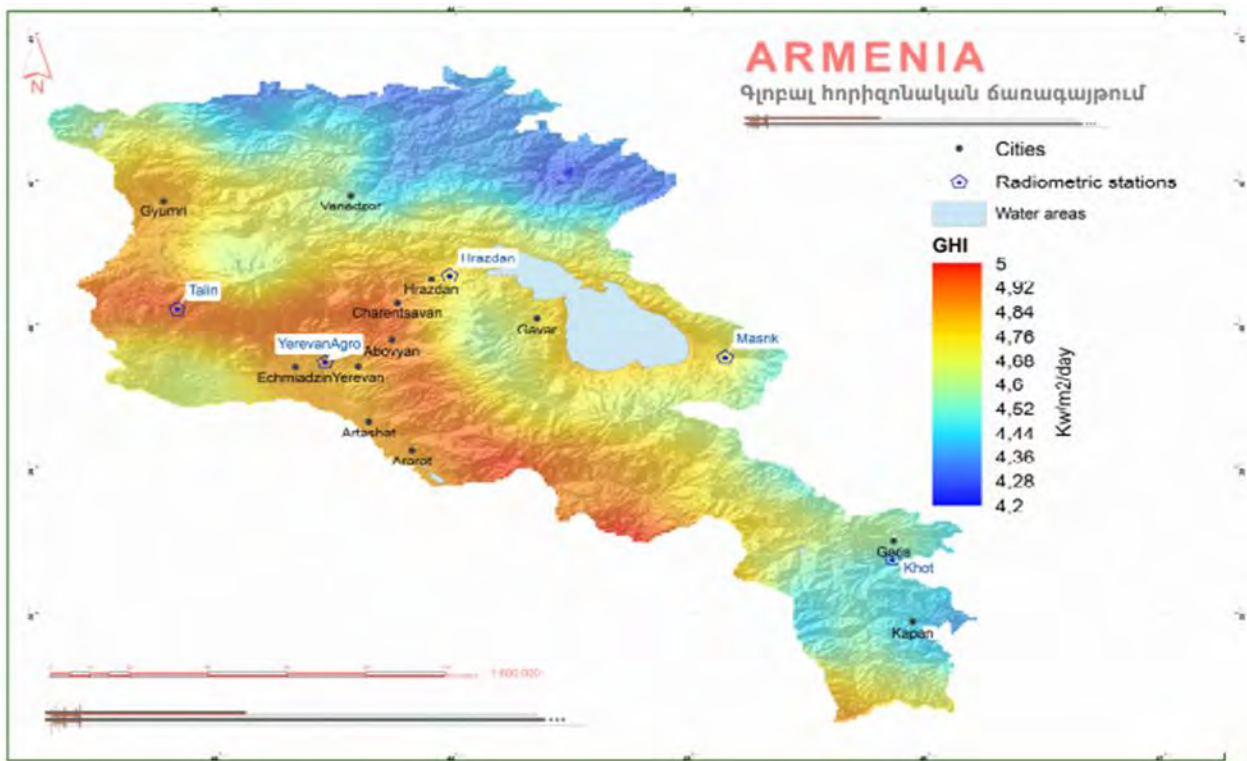 ARMENIA
Գլոբալ հորիզոնական ճառագայթում
N
Cities
Radiometric stations
Water areas
GHI
5
4,92
4,84
4,76
4,68
4,6
4,52
4,44
4,36
4,28
4,2
Kw/m2/day
Gyumri
Vanadzor
Hrazdan
Hrazdan
Talin
Charentsavan
Gavar
YerevanAgro
Abovyan
Masrik
Echmiadzin
Yerevan
Artashat
Ararat
Goris
Khot
Kapan
1:600,000